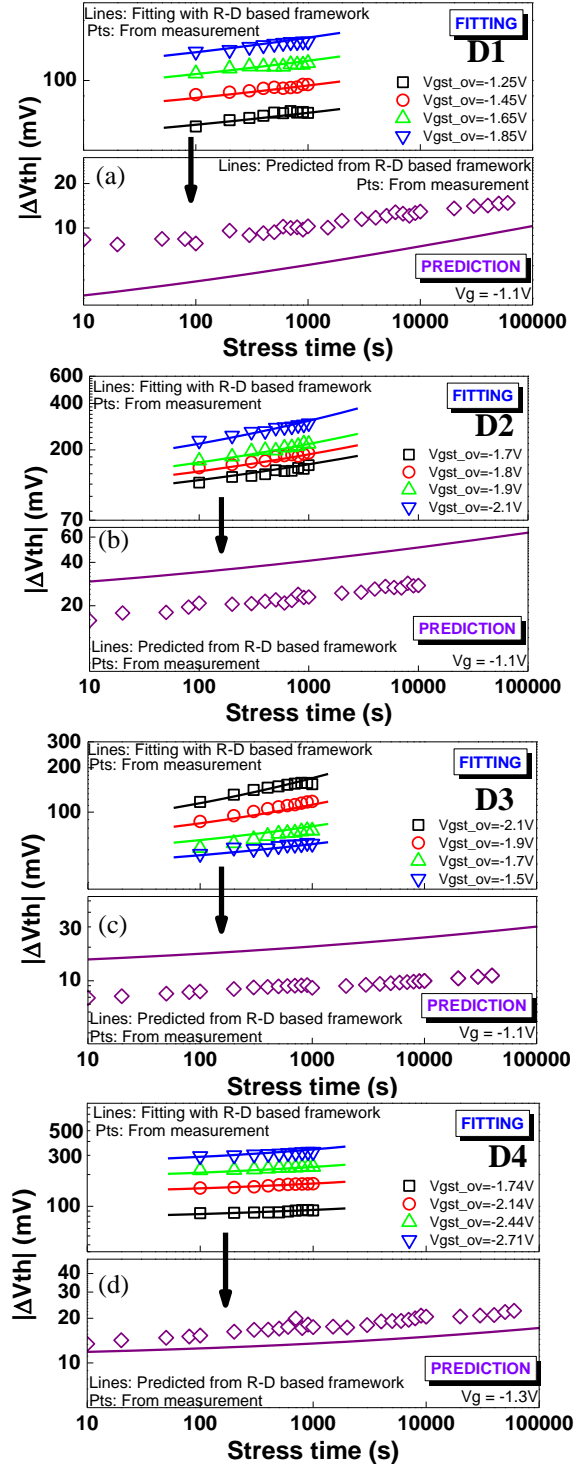 Lines: Fitting with R-D based framework
Pts: From measurement
FITTING
D1
100
Vgst_ov=-1.25V
Vgst_ov=-1.45V
Vgst_ov=-1.65V
Vgst_ov=-1.85V
|ΔVth| (mV)
(a)
Lines: Predicted from R-D based framework
Pts: From measurement
20
10
PREDICTION
Vg = -1.1V
10 100 1000 10000 100000
Stress time (s)
600
400
200
70
Lines: Fitting with R-D based framework
Pts: From measurement
FITTING
D2
Vgst_ov=-1.7V
Vgst_ov=-1.8V
Vgst_ov=-1.9V
Vgst_ov=-2.1V
|ΔVth| (mV)
(b)
60
40
20
PREDICTION
Lines: Predicted from R-D based framework
Pts: From measurement
Vg = -1.1V
10 100 1000 10000 100000
Stress time (s)
300
200
100
Lines: Fitting with R-D based framework
Pts: From measurement
FITTING
D3
Vgst_ov=-2.1V
Vgst_ov=-1.9V
Vgst_ov=-1.7V
Vgst_ov=-1.5V
|ΔVth| (mV)
(c)
30
10
PREDICTION
Lines: Predicted from R-D based framework
Pts: From measurement
Vg = -1.1V
10 100 1000 10000 100000
Stress time (s)
500
300
100
Lines: Fitting with R-D based framework
Pts: From measurement
FITTING
D4
Vgst_ov=-1.74V
Vgst_ov=-2.14V
Vgst_ov=-2.44V
Vgst_ov=-2.71V
|ΔVth| (mV)
(d)
40
30
20
10
PREDICTION
Lines: Predicted from R-D based framework
Pts: From measurement
Vg = -1.3V
10 100 1000 10000 100000
Stress time (s)